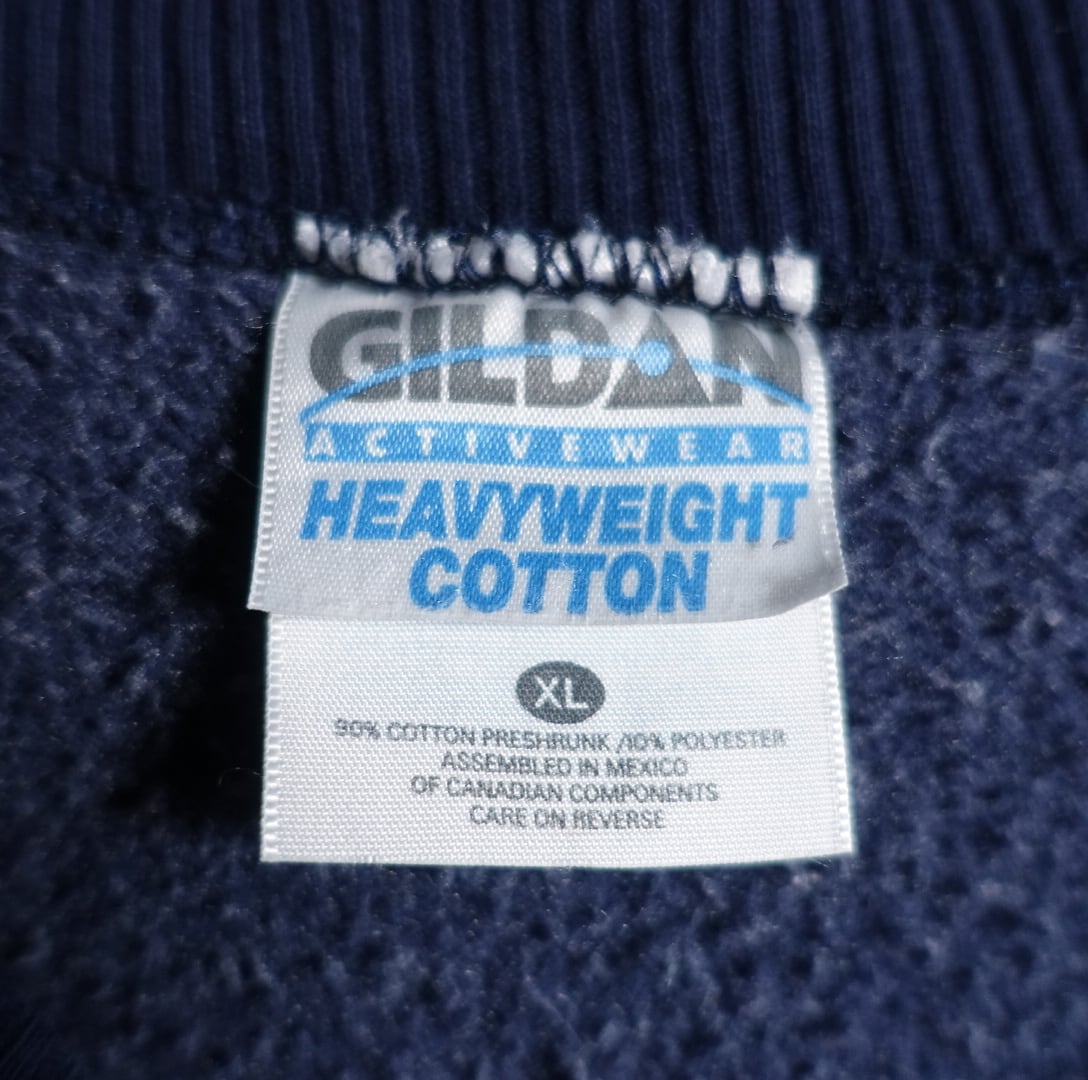 GILDAN
ACTIVEWEAR
HEAVYWEIGHT
COTTON
XL
90% COTTON PRESHRUNK /10% POLYESTER
ASSEMBLED IN MEXICO
OF CANADIAN COMPONENTS
CARE ON REVERSE